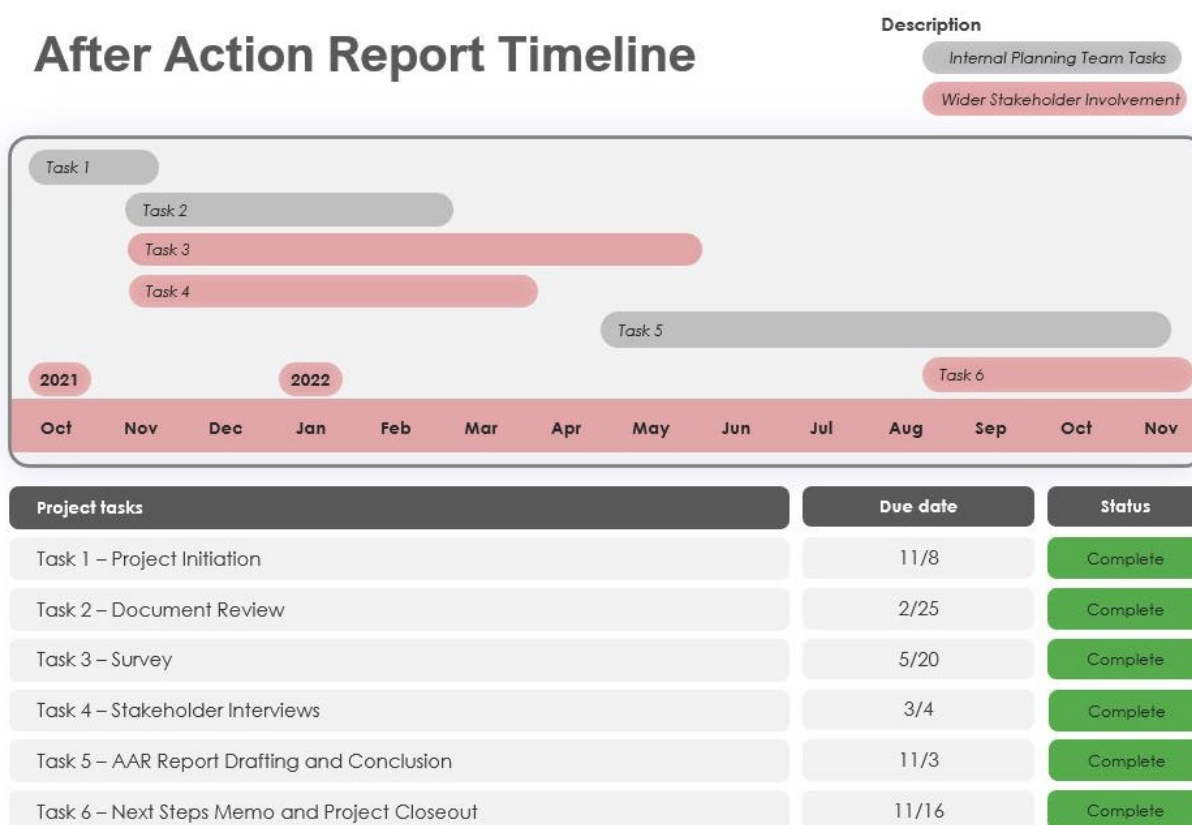 After Action Report Timeline
Description
Internal Planning Team Tasks
Wider Stakeholder Involvement
Task 1
Task 2
Task 3
Task 4
Task 5
Task 6
2021 2022
Oct Nov Dec Jan Feb Mar Apr May Jun Jul Aug Sep Oct Nov
Project tasks Due date Status
Task 1 – Project Initiation 11/8 Complete
Task 2 – Document Review 2/25 Complete
Task 3 – Survey 5/20 Complete
Task 4 – Stakeholder Interviews 3/4 Complete
Task 5 – AAR Report Drafting and Conclusion 11/3 Complete
Task 6 – Next Steps Memo and Project Closeout 11/16 Complete